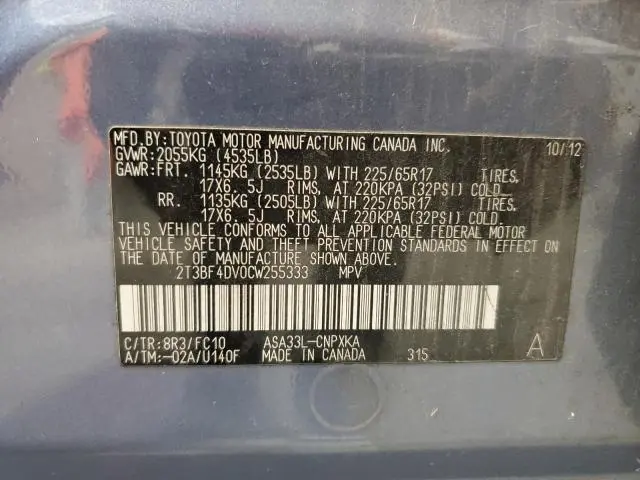 MFD.BY:TOYOTA MOTOR MANUFACTURING CANADA INC. 10/12
GVWR:2055KG (4535LB)
GAWR:FRT. 1145KG (2535LB) WITH 225/65R17 TIRES,
17X6.5J RIMS, AT 220KPA (32PSI) COLD.
RR. 1135KG (2505LB) WITH 225/65R17 TIRES,
17X6.5J RIMS, AT 220KPA (32PSI) COLD.
THIS VEHICLE CONFORMS TO ALL APPLICABLE FEDERAL MOTOR
VEHICLE SAFETY AND THEFT PREVENTION STANDARDS IN EFFECT ON
THE DATE OF MANUFACTURE SHOWN ABOVE.
2T3BF4DV0CW255333 MPV
C/TR:8R3/FC10 ASA33L-CNPXKA
A/TM:-02A/U140F MADE IN CANADA 315 A